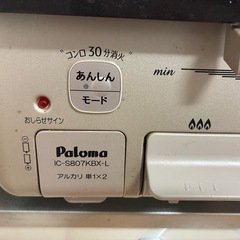 コンロ30分消火
あんしん
モード
min
おしらせサイン
Paloma
IC-S807KBX-L
アルカリ 単1×2